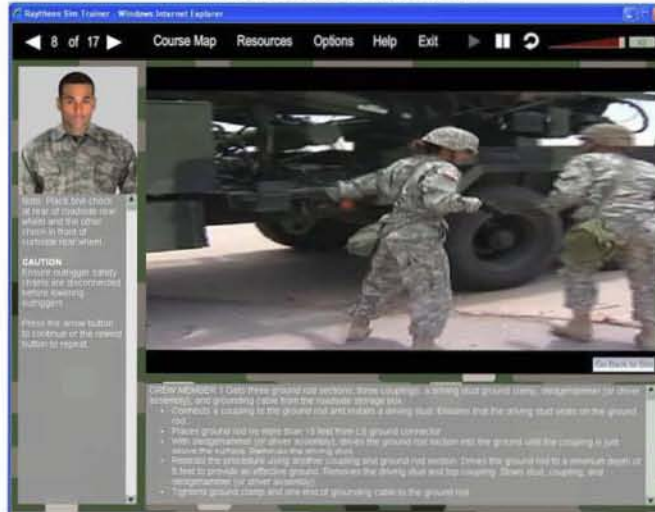 Raytheon Sim Trainer - Windows Internet Explorer
8 of 17 Course Map Resources Options Help Exit
Note: Place one chock
at rear of roadside rear
wheel and the other
chock in front of
curbside rear wheel.
CAUTION
Ensure outrigger safety
chains are disconnected
before lowering
outriggers
Press the arrow button
to continue or the rewind
button to repeat.
Go Back to
CREW MEMBER 1 Gets three ground rod sections, three couplings, a driving stud ground clamp, sledgehammer (or driver
assembly), and grounding cable from the roadside storage box
• Connects a coupling to the ground rod and installs a driving stud. Ensures that the driving stud seats on the ground
rod.
• Places ground rod no more than 15 feet from LS ground connector
• With sledgehammer (or driver assembly), drives the ground rod section into the ground until the coupling is just
above the surface. Removes the driving stud.
• Repeats the procedure using another coupling and ground rod section. Drives the ground rod to a minimum depth of
8 feet to provide an effective ground. Removes the driving stud and top coupling. Stows stud, coupling, and
sledgehammer (or driver assembly)
• Tightens ground clamp and one end of grounding cable to the ground rod